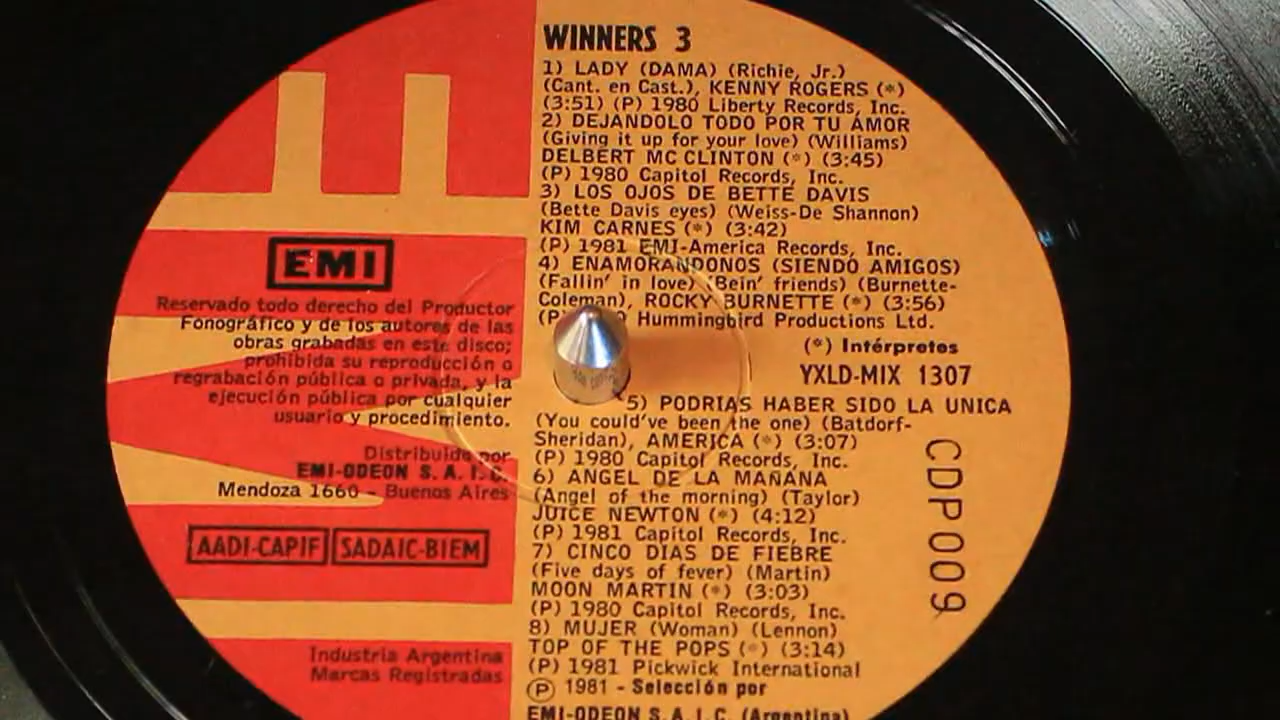 WINNERS 3
1) LADY (DAMA) (Richie, Jr.)
(Cant. en Cast.), KENNY ROGERS (*)
(3:51) (P) 1980 Liberty Records, Inc.
2) DEJANDOLO TODO POR TU AMOR
(Giving it up for your love) (Williams)
DELBERT MC CLINTON (*) (3:45)
(P) 1980 Capitol Records, Inc.
3) LOS OJOS DE BETTE DAVIS
(Bette Davis eyes) (Weiss-De Shannon)
KIM CARNES (*) (3:42)
(P) 1981 EMI-America Records, Inc.
4) ENAMORANDONOS (SIENDO AMIGOS)
(Fallin' in love) (Bein' friends) (Burnette-
Coleman), ROCKY BURNETTE (*) (3:56)
Hummingbird Productions Ltd.
(*) Intérpretes
YXLD-MIX 1307
5) PODRIAS HABER SIDO LA UNICA
(You could've been the one) (Batdorf-
Sheridan), AMERICA (*) (3:07)
(P) 1980 Capitol Records, Inc.
6) ANGEL DE LA MAÑANA
(Angel of the morning) (Taylor)
JUICE NEWTON (*) (4:12)
(P) 1981 Capitol Records, Inc.
7) CINCO DIAS DE FIEBRE
(Five days of fever) (Martin)
MOON MARTIN (*) (3:03)
(P) 1980 Capitol Records, Inc.
8) MUJER (Woman) (Lennon)
TOP OF THE POPS (*) (3:14)
(P) 1981 Pickwick International
Ⓟ 1981 - Selección por
EMI-ODEON S.A.I.C. (Argentina)
CDP009
EMI
Reservado todo derecho del Productor
Fonográfico y de los autores de las
obras grabadas en este disco;
prohibida su reproducción o
regrabación pública o privada, y la
ejecución pública por cualquier
usuario y procedimiento.
Distribuido por
EMI-ODEON S. A. I. C.
Mendoza 1660 - Buenos Aires
AADI-CAPIF SADAIC-BIEM
Industria Argentina
Marcas Registradas